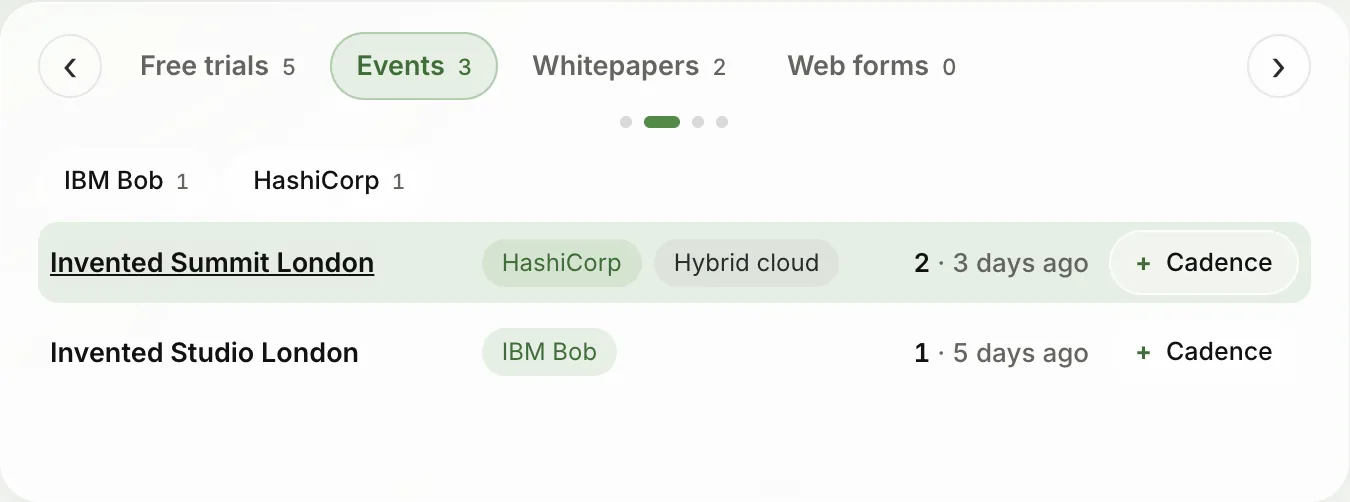 ‹ Free trials 5 Events 3 Whitepapers 2 Web forms 0 ›
IBM Bob 1 HashiCorp 1
Invented Summit London HashiCorp Hybrid cloud 2 · 3 days ago + Cadence
Invented Studio London IBM Bob 1 · 5 days ago + Cadence